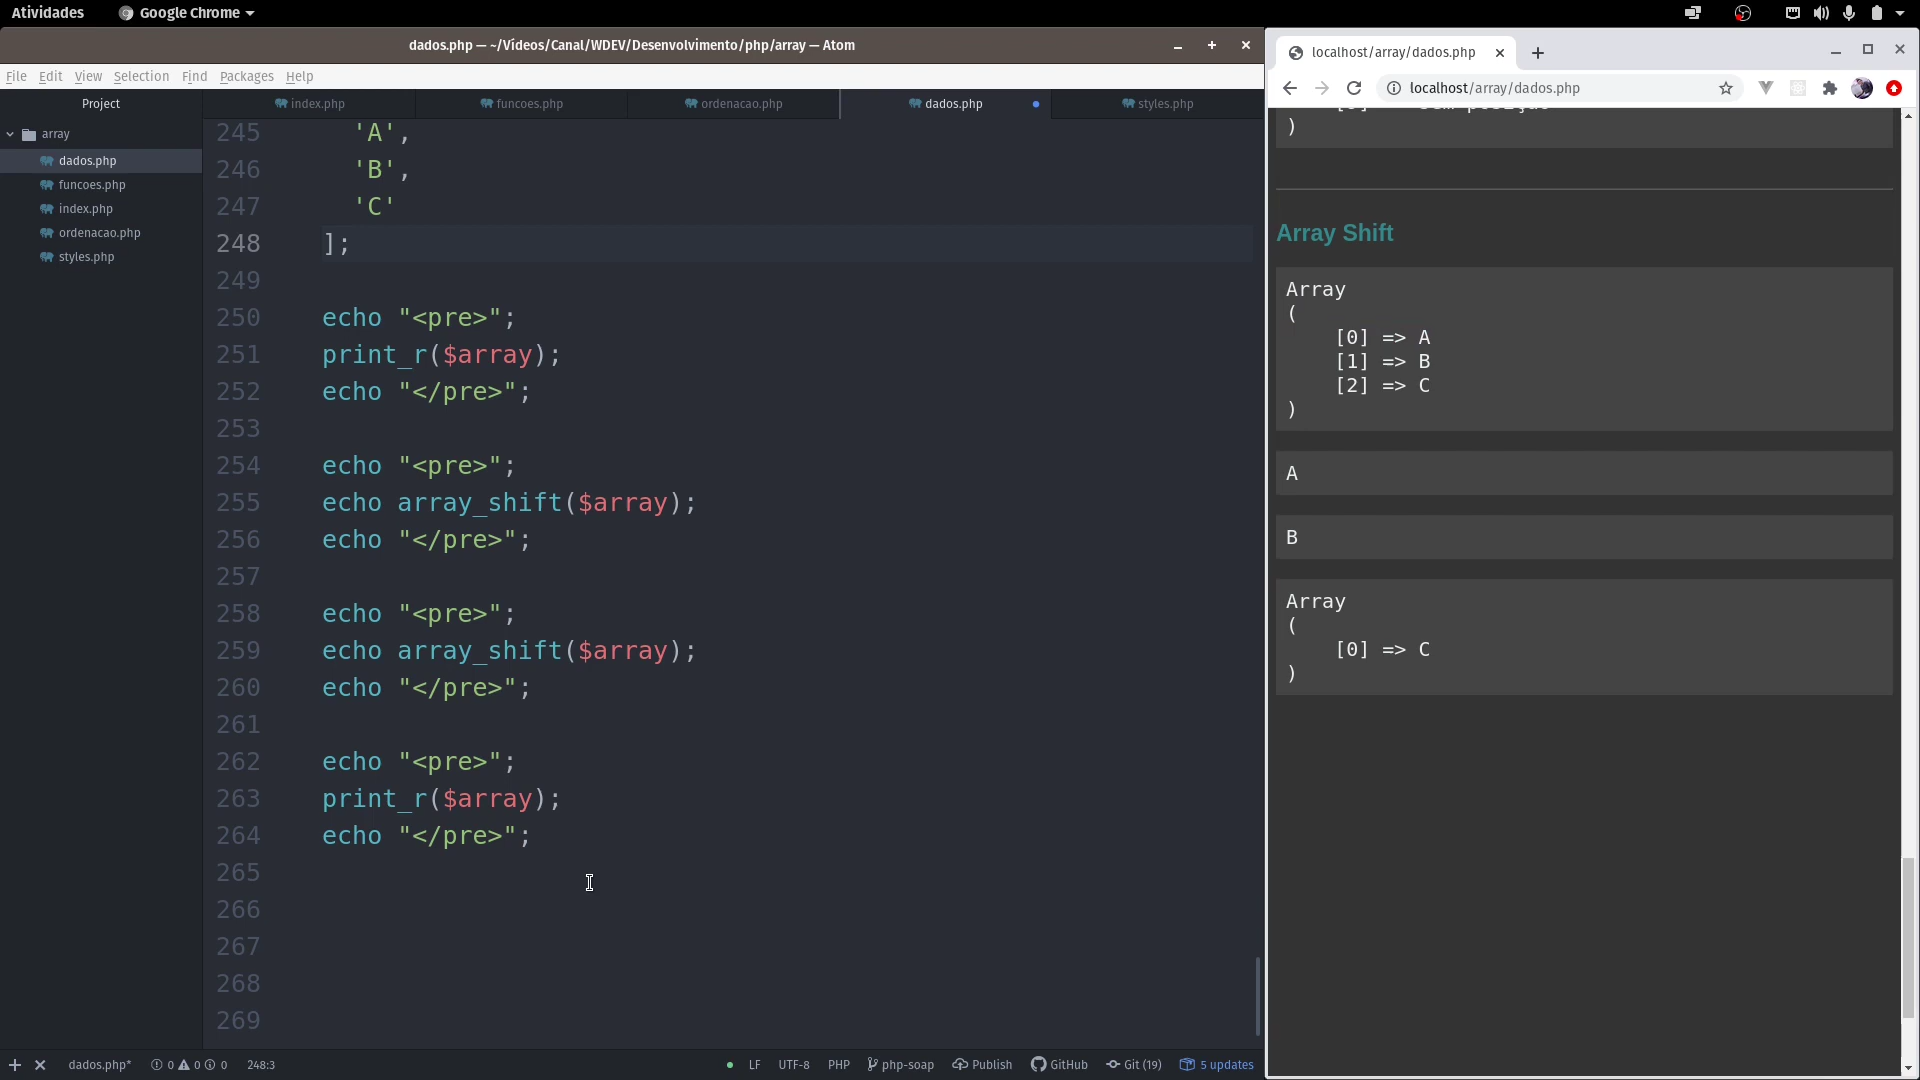 Atividades
Google Chrome
dados.php — ~/Vídeos/Canal/WDEV/Desenvolvimento/php/array — Atom
File Edit View Selection Find Packages Help
Project
array
dados.php
funcoes.php
index.php
ordenacao.php
styles.php
index.php
funcoes.php
ordenacao.php
dados.php
styles.php
245 'A',
246 'B',
247 'C'
248 ];
249
250 echo "<pre>";
251 print_r($array);
252 echo "</pre>";
253
254 echo "<pre>";
255 echo array_shift($array);
256 echo "</pre>";
257
258 echo "<pre>";
259 echo array_shift($array);
260 echo "</pre>";
261
262 echo "<pre>";
263 print_r($array);
264 echo "</pre>";
265
266
267
268
269
dados.php* 0 0 0 248:3
LF UTF-8 PHP php-soap Publish GitHub Git (19) 5 updates
localhost/array/dados.php
localhost/array/dados.php
)
Array Shift
Array
(
[0] => A
[1] => B
[2] => C
)
A
B
Array
(
[0] => C
)